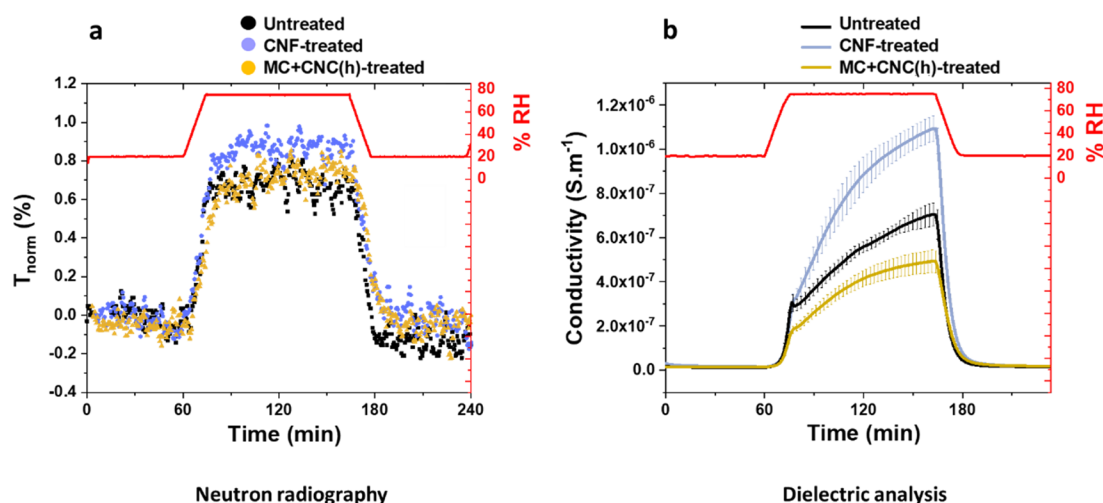 a
Untreated
CNF-treated
MC+CNC(h)-treated
1.2
1.0
0.8
0.6
0.4
0.2
0.0
-0.2
-0.4
T_norm (%)
80
60
40
20
0
% RH
0 60 120 180 240
Time (min)
Neutron radiography
b
Untreated
CNF-treated
MC+CNC(h)-treated
1.2x10⁻⁶
1.0x10⁻⁶
8.0x10⁻⁷
6.0x10⁻⁷
4.0x10⁻⁷
2.0x10⁻⁷
0.0
Conductivity (S.m⁻¹)
80
60
40
20
0
% RH
0 60 120 180
Time (min)
Dielectric analysis